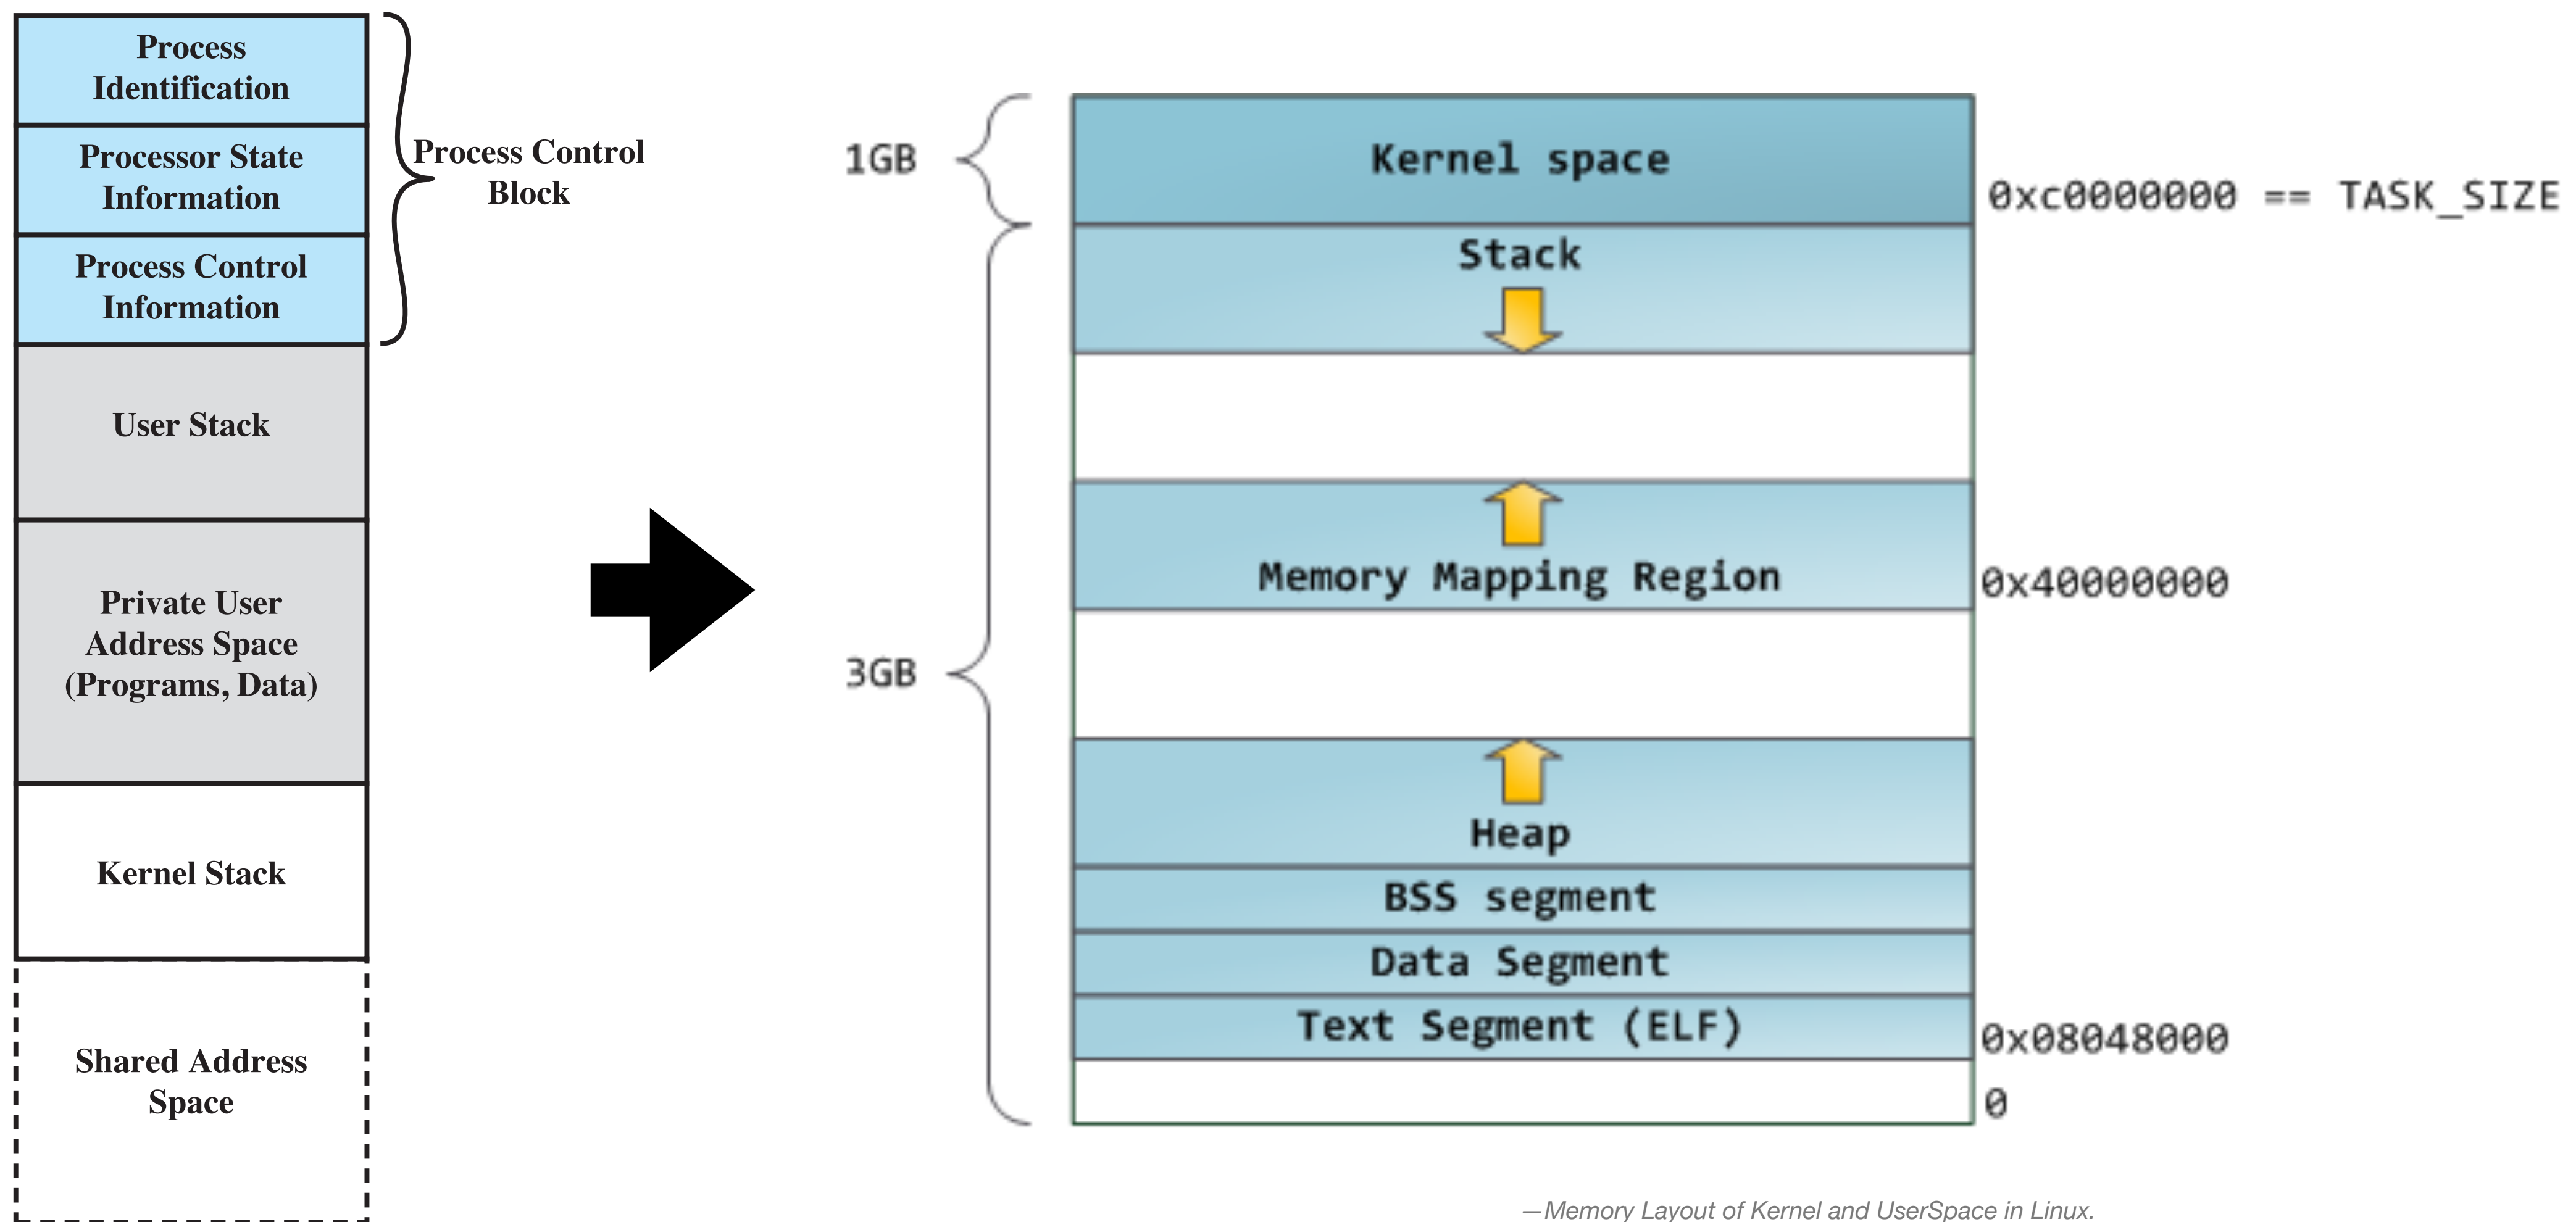 Process
Identification
Processor State
Information
Process Control
Information
Process Control
Block
User Stack
Private User
Address Space
(Programs, Data)
Kernel Stack
Shared Address
Space
1GB
Kernel space
0xc0000000 == TASK_SIZE
Stack
Memory Mapping Region
0x40000000
3GB
Heap
BSS segment
Data Segment
Text Segment (ELF)
0x08048000
0
—Memory Layout of Kernel and UserSpace in Linux.